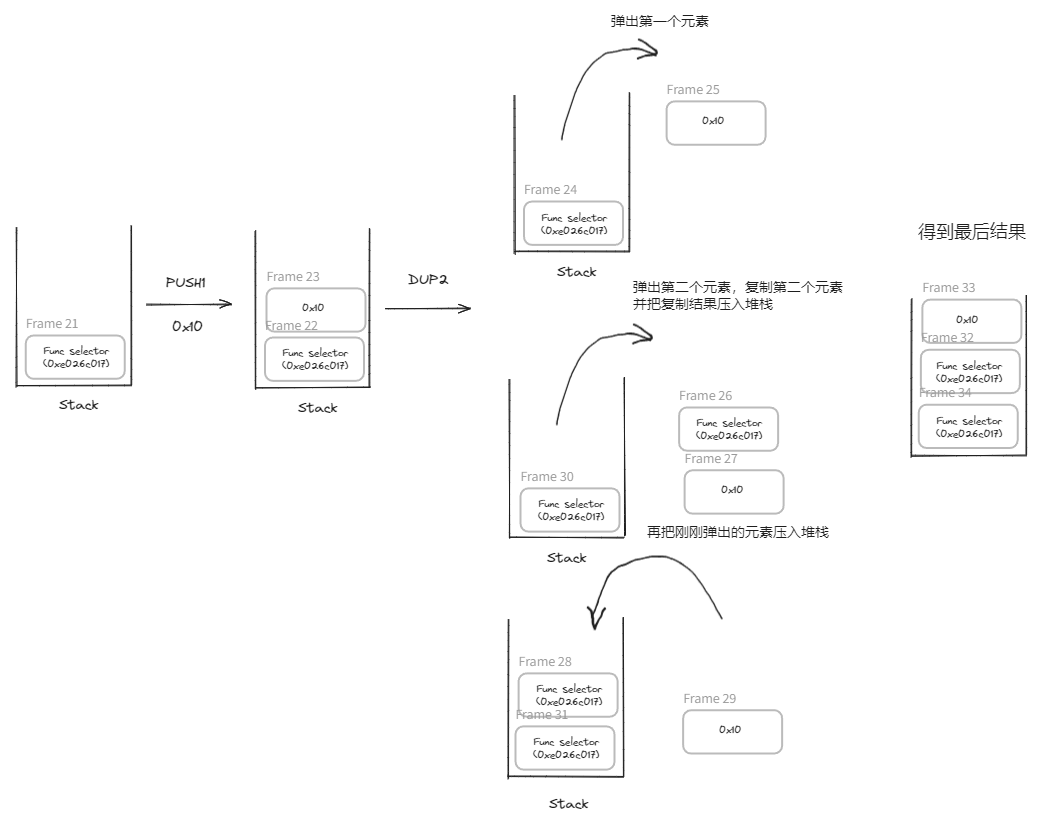 弹出第一个元素
Frame 25
0x10
Frame 24
Func selector
(0xe026c017)
Stack
Frame 21
Func selector
(0xe026c017)
Stack
PUSH1
0x10
Frame 23
0x10
Frame 22
Func selector
(0xe026c017)
Stack
DUP2
弹出第二个元素，复制第二个元素
并把复制结果压入堆栈
Frame 26
Func selector
(0xe026c017)
Frame 27
0x10
Frame 30
Func selector
(0xe026c017)
Stack
再把刚刚弹出的元素压入堆栈
Frame 28
Func selector
(0xe026c017)
Frame 31
Func selector
(0xe026c017)
Frame 29
0x10
Stack
得到最后结果
Frame 33
0x10
Frame 32
Func selector
(0xe026c017)
Frame 34
Func selector
(0xe026c017)